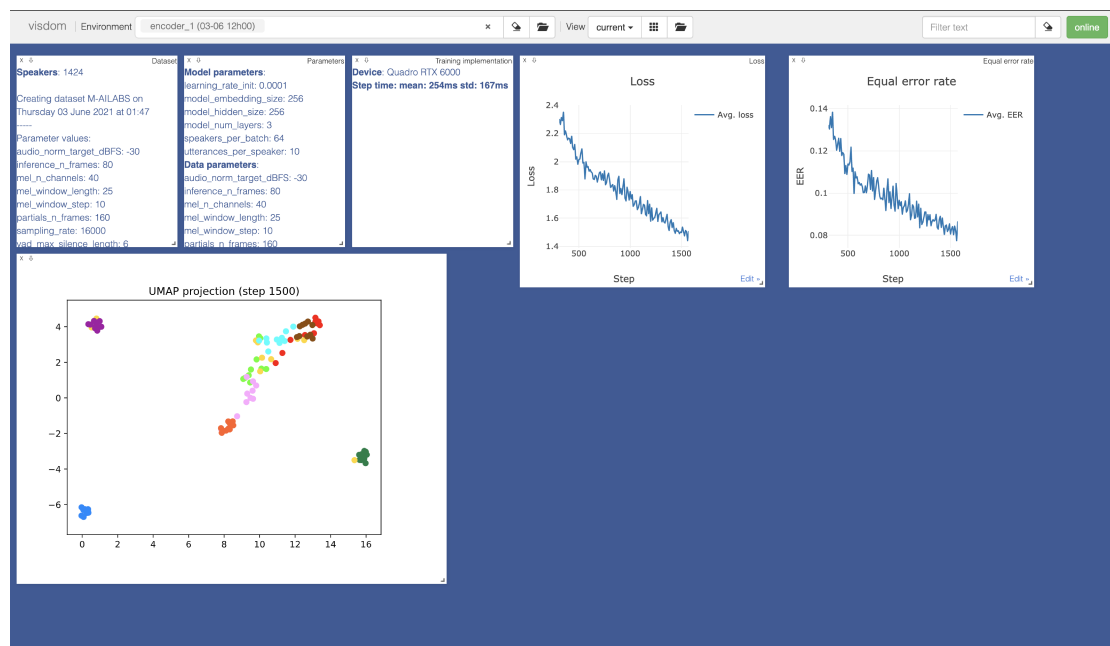 visdom Environment encoder_1 (03-06 12h00) × View current Filter text online
X Dataset
Speakers: 1424
Creating dataset M-AILABS on
Thursday 03 June 2021 at 01:47
-----
Parameter values:
audio_norm_target_dBFS: -30
inference_n_frames: 80
mel_n_channels: 40
mel_window_length: 25
mel_window_step: 10
partials_n_frames: 160
sampling_rate: 16000
vad_max_silence_length: 6
X Parameters
Model parameters:
learning_rate_init: 0.0001
model_embedding_size: 256
model_hidden_size: 256
model_num_layers: 3
speakers_per_batch: 64
utterances_per_speaker: 10
Data parameters:
audio_norm_target_dBFS: -30
inference_n_frames: 80
mel_n_channels: 40
mel_window_length: 25
mel_window_step: 10
partials_n_frames: 160
X Training implementation
Device: Quadro RTX 6000
Step time: mean: 254ms std: 167ms
X Loss
Loss
Avg. loss
2.4
2.2
2
1.8
1.6
1.4
Loss
500 1000 1500
Step
Edit »
X Equal error rate
Equal error rate
Avg. EER
0.14
0.12
0.1
0.08
EER
500 1000 1500
Step
Edit »
X
UMAP projection (step 1500)
4
2
0
−2
−4
−6
0 2 4 6 8 10 12 14 16